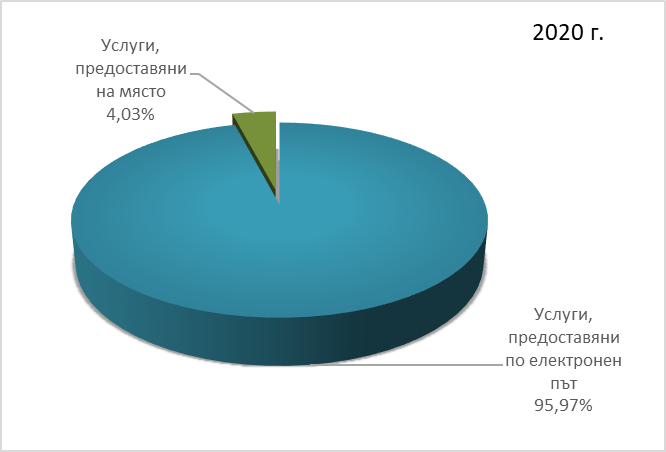 2020 г.
Услуги,
предоставяни
на място
4,03%
Услуги,
предоставяни
по електронен
път
95,97%